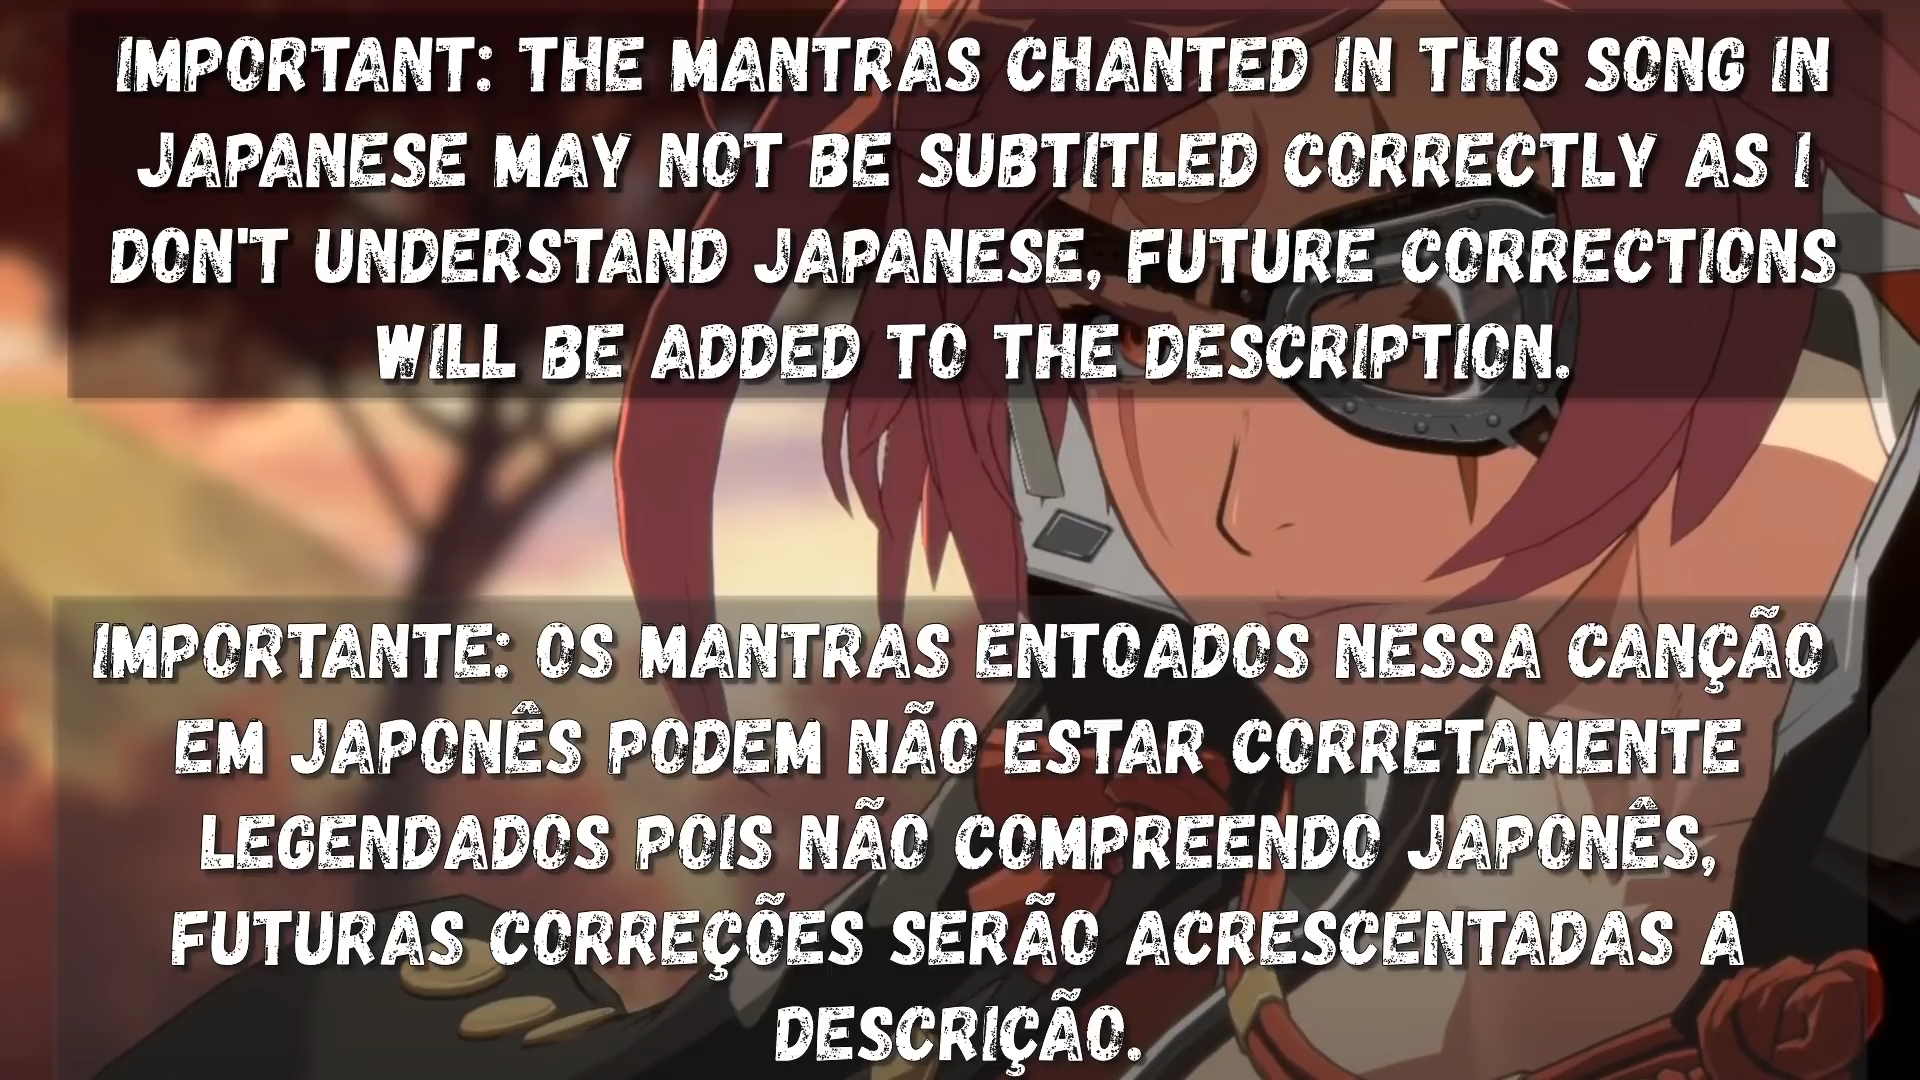 IMPORTANT: THE MANTRAS CHANTED IN THIS SONG IN
JAPANESE MAY NOT BE SUBTITLED CORRECTLY AS I
DON'T UNDERSTAND JAPANESE, FUTURE CORRECTIONS
WILL BE ADDED TO THE DESCRIPTION.
IMPORTANTE: OS MANTRAS ENTOADOS NESSA CANÇÃO
EM JAPONÊS PODEM NÃO ESTAR CORRETAMENTE
LEGENDADOS POIS NÃO COMPREENDO JAPONÊS,
FUTURAS CORREÇÕES SERÃO ACRESCENTADAS A
DESCRIÇÃO.